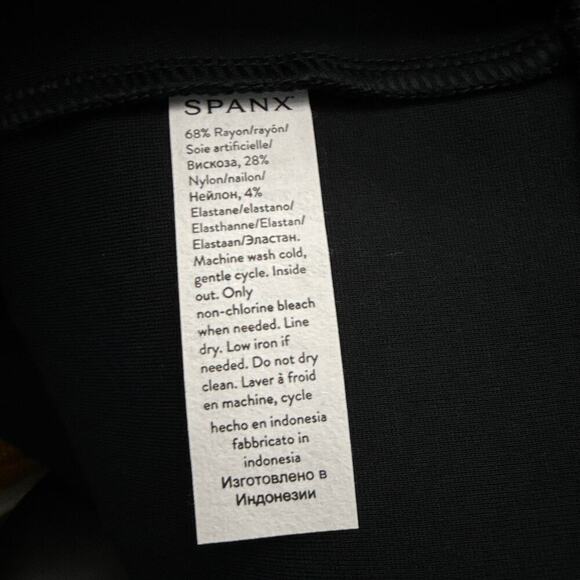 SPANX®
68% Rayon/rayón/
Soie artificielle/
Вискоза, 28%
Nylon/nailon/
Нейлон, 4%
Elastane/elastano/
Elasthanne/Elastan/
Elastaan/Эластан.
Machine wash cold,
gentle cycle. Inside
out. Only
non-chlorine bleach
when needed. Line
dry. Low iron if
needed. Do not dry
clean. Laver à froid
en machine, cycle
hecho en indonesia
fabbricato in
indonesia
Изготовлено в
Индонезии